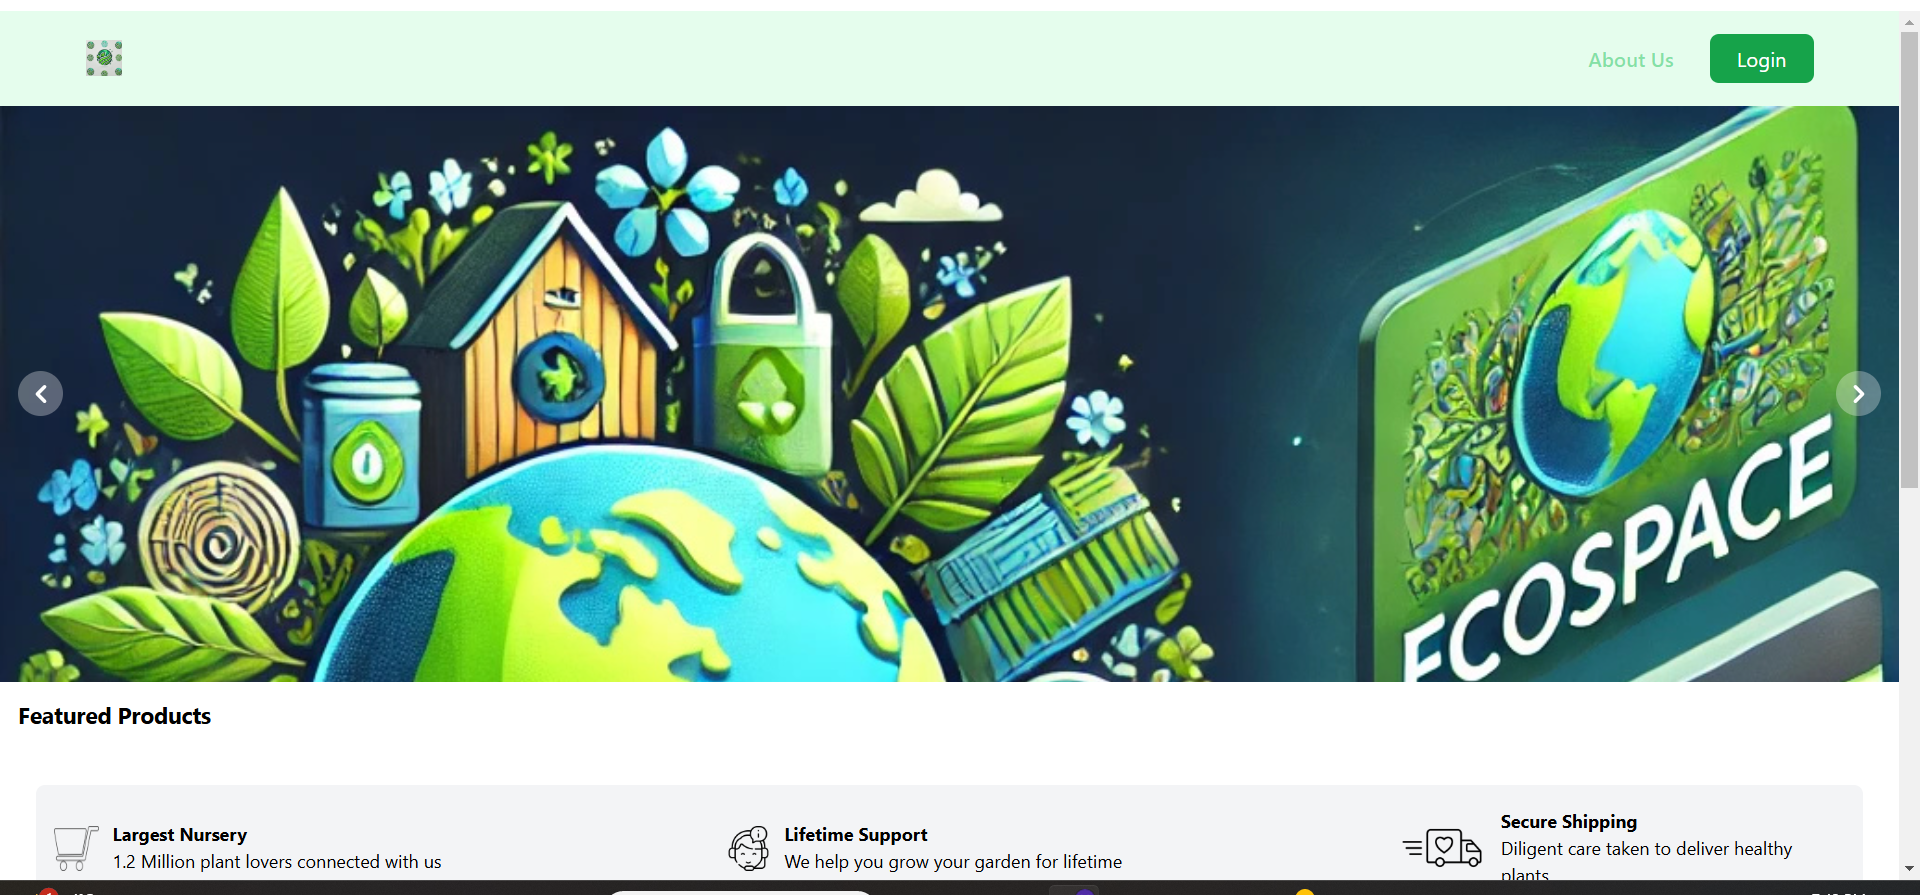 About Us
Login
ECOSPACE
Featured Products
Largest Nursery
1.2 Million plant lovers connected with us
Lifetime Support
We help you grow your garden for lifetime
Secure Shipping
Diligent care taken to deliver healthy
plants